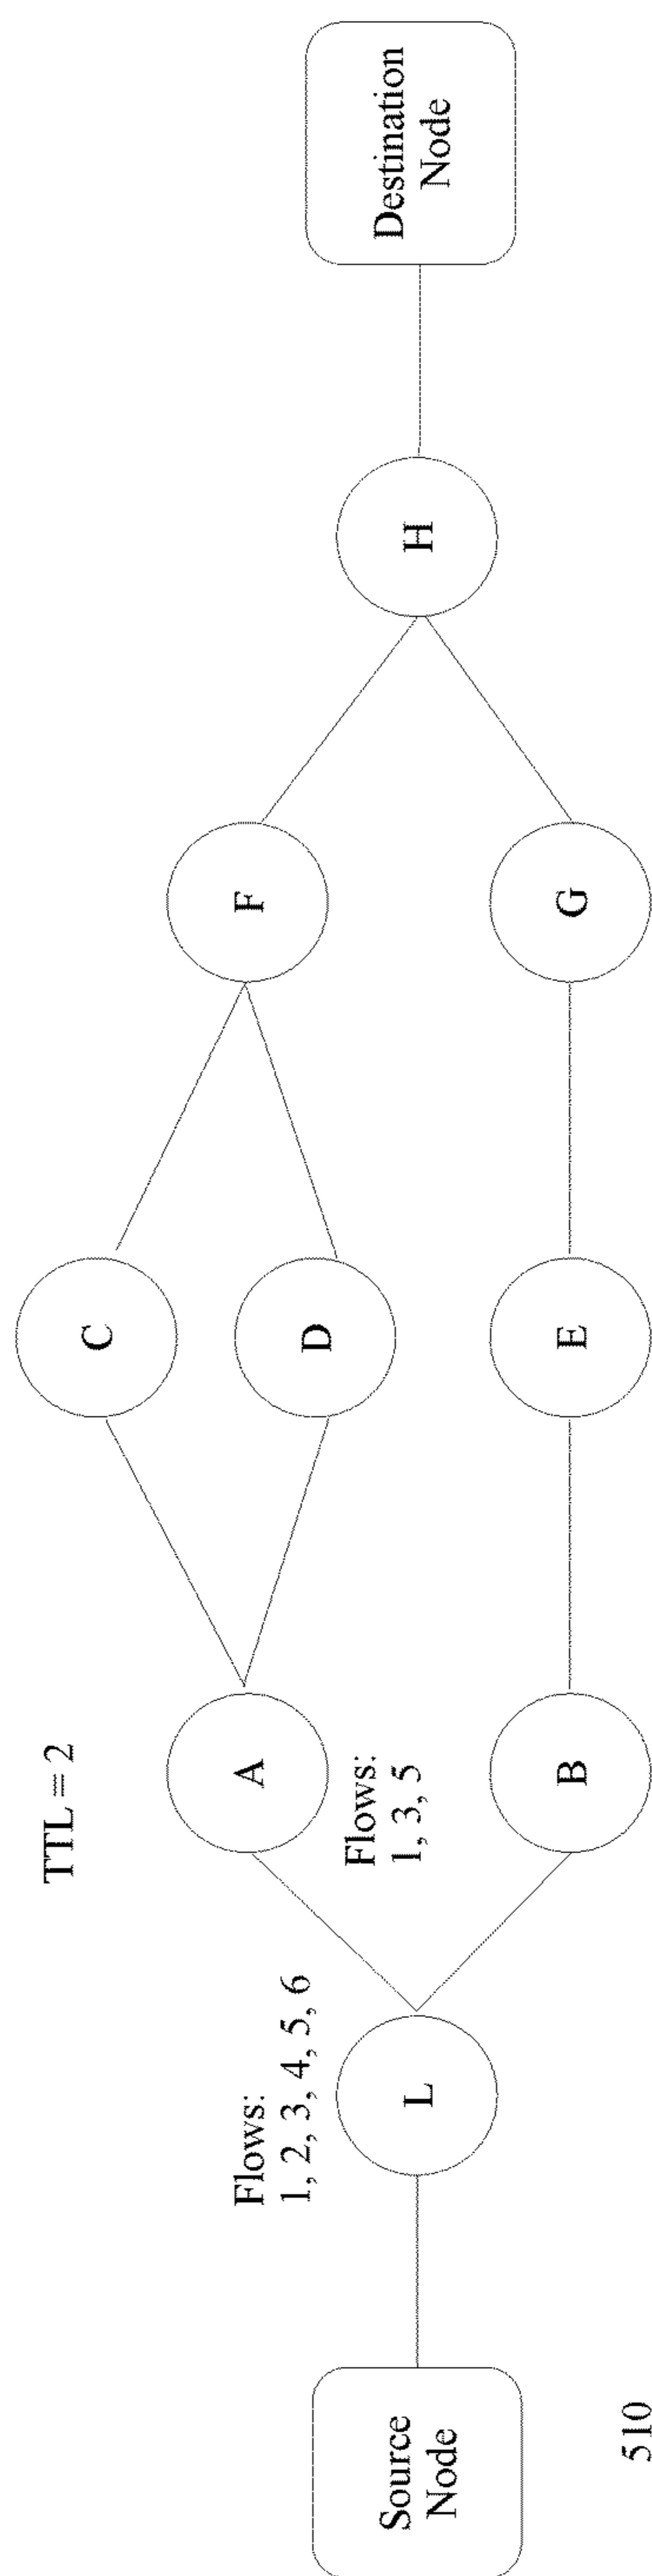 TTL = 2
Flows:
1, 2, 3, 4, 5, 6
Source
Node
L
A
Flows:
1, 3, 5
B
C
D
E
F
G
H
Destination
Node
510